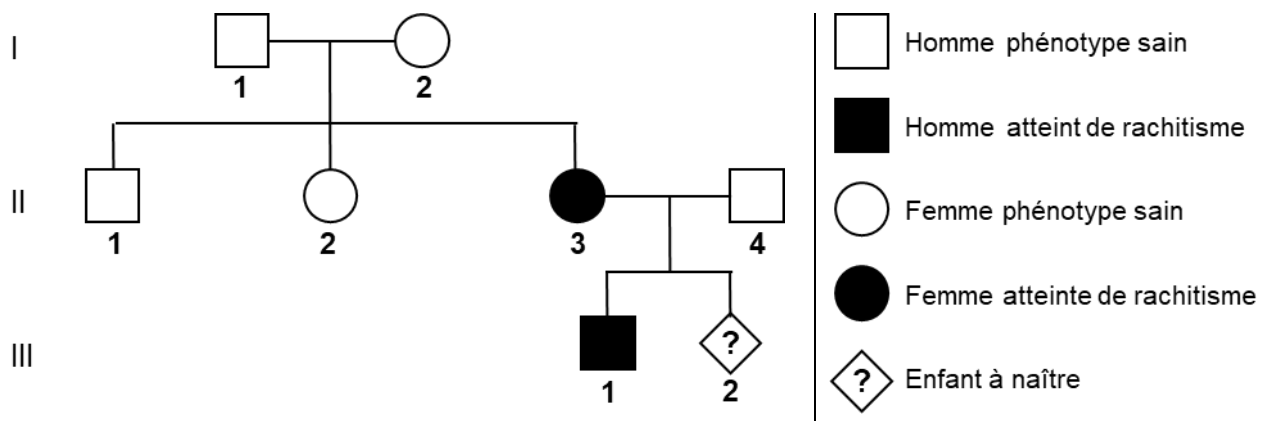 I
1
2
II
1
2
3
4
III
1
?
2
Homme phénotype sain
Homme atteint de rachitisme
Femme phénotype sain
Femme atteinte de rachitisme
? Enfant à naître